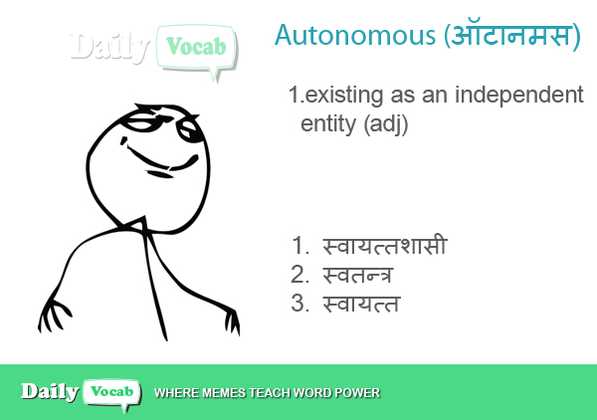 Daily Vocab
Autonomous (ऑटानमस)
1.existing as an independent
entity (adj)
1. स्वायत्तशासी
2. स्वतन्त्र
3. स्वायत्त
Daily Vocab WHERE MEMES TEACH WORD POWER